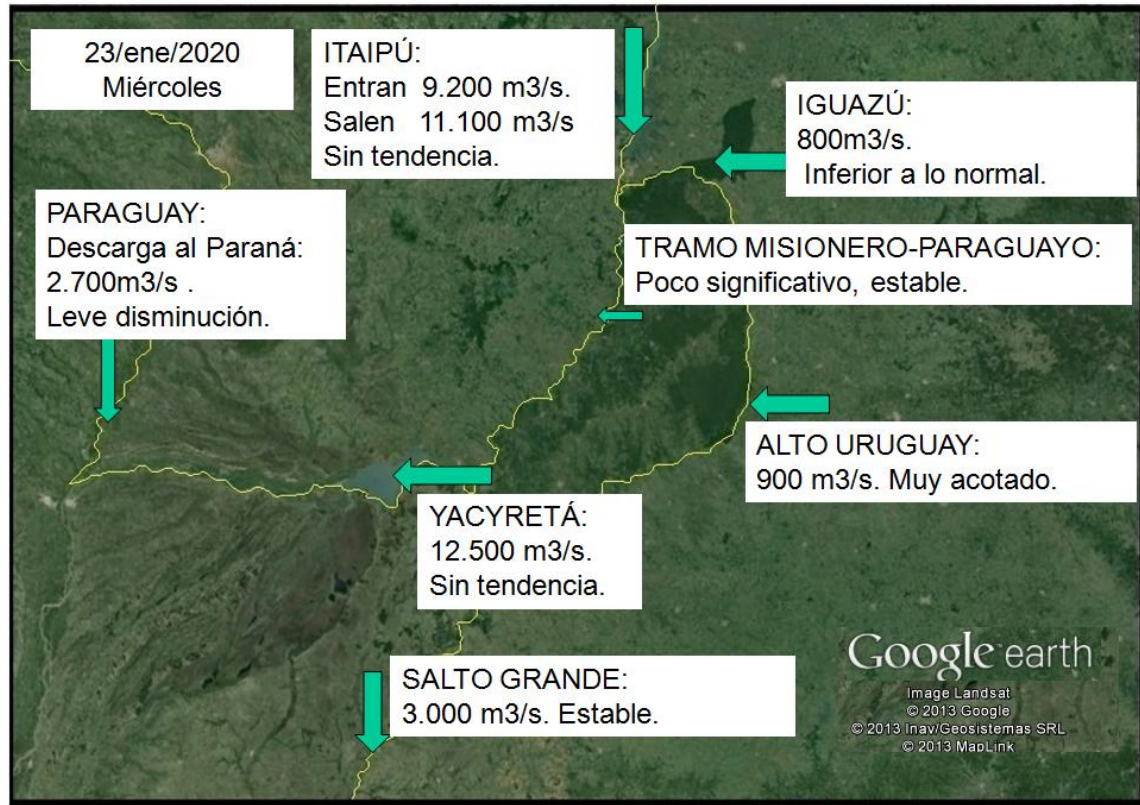 23/ene/2020
Miércoles
ITAIPÚ:
Entran 9.200 m3/s.
Salen 11.100 m3/s
Sin tendencia.
IGUAZÚ:
800m3/s.
Inferior a lo normal.
PARAGUAY:
Descarga al Paraná:
2.700m3/s .
Leve disminución.
TRAMO MISIONERO-PARAGUAYO:
Poco significativo, estable.
ALTO URUGUAY:
900 m3/s. Muy acotado.
YACYRETÁ:
12.500 m3/s.
Sin tendencia.
SALTO GRANDE:
3.000 m3/s. Estable.
Google earth
Image Landsat
© 2013 Google
© 2013 Inav/Geosistemas SRL
© 2013 MapLink